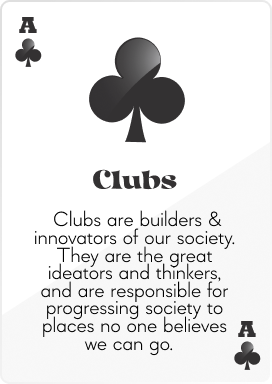 A
Clubs
Clubs are builders &
innovators of our society.
They are the great
ideators and thinkers,
and are responsible for
progressing society to
places no one believes
we can go.
A